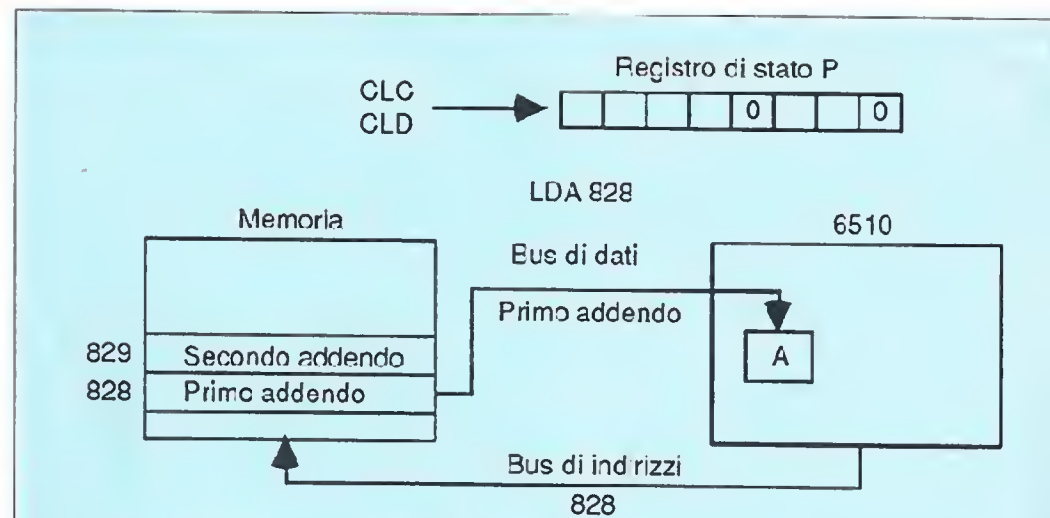 Registro di stato P
CLC
CLD
0 0
LDA 828
Memoria
6510
Bus di dati
Primo addendo
A
829 Secondo addendo
828 Primo addendo
Bus di indirizzi
828